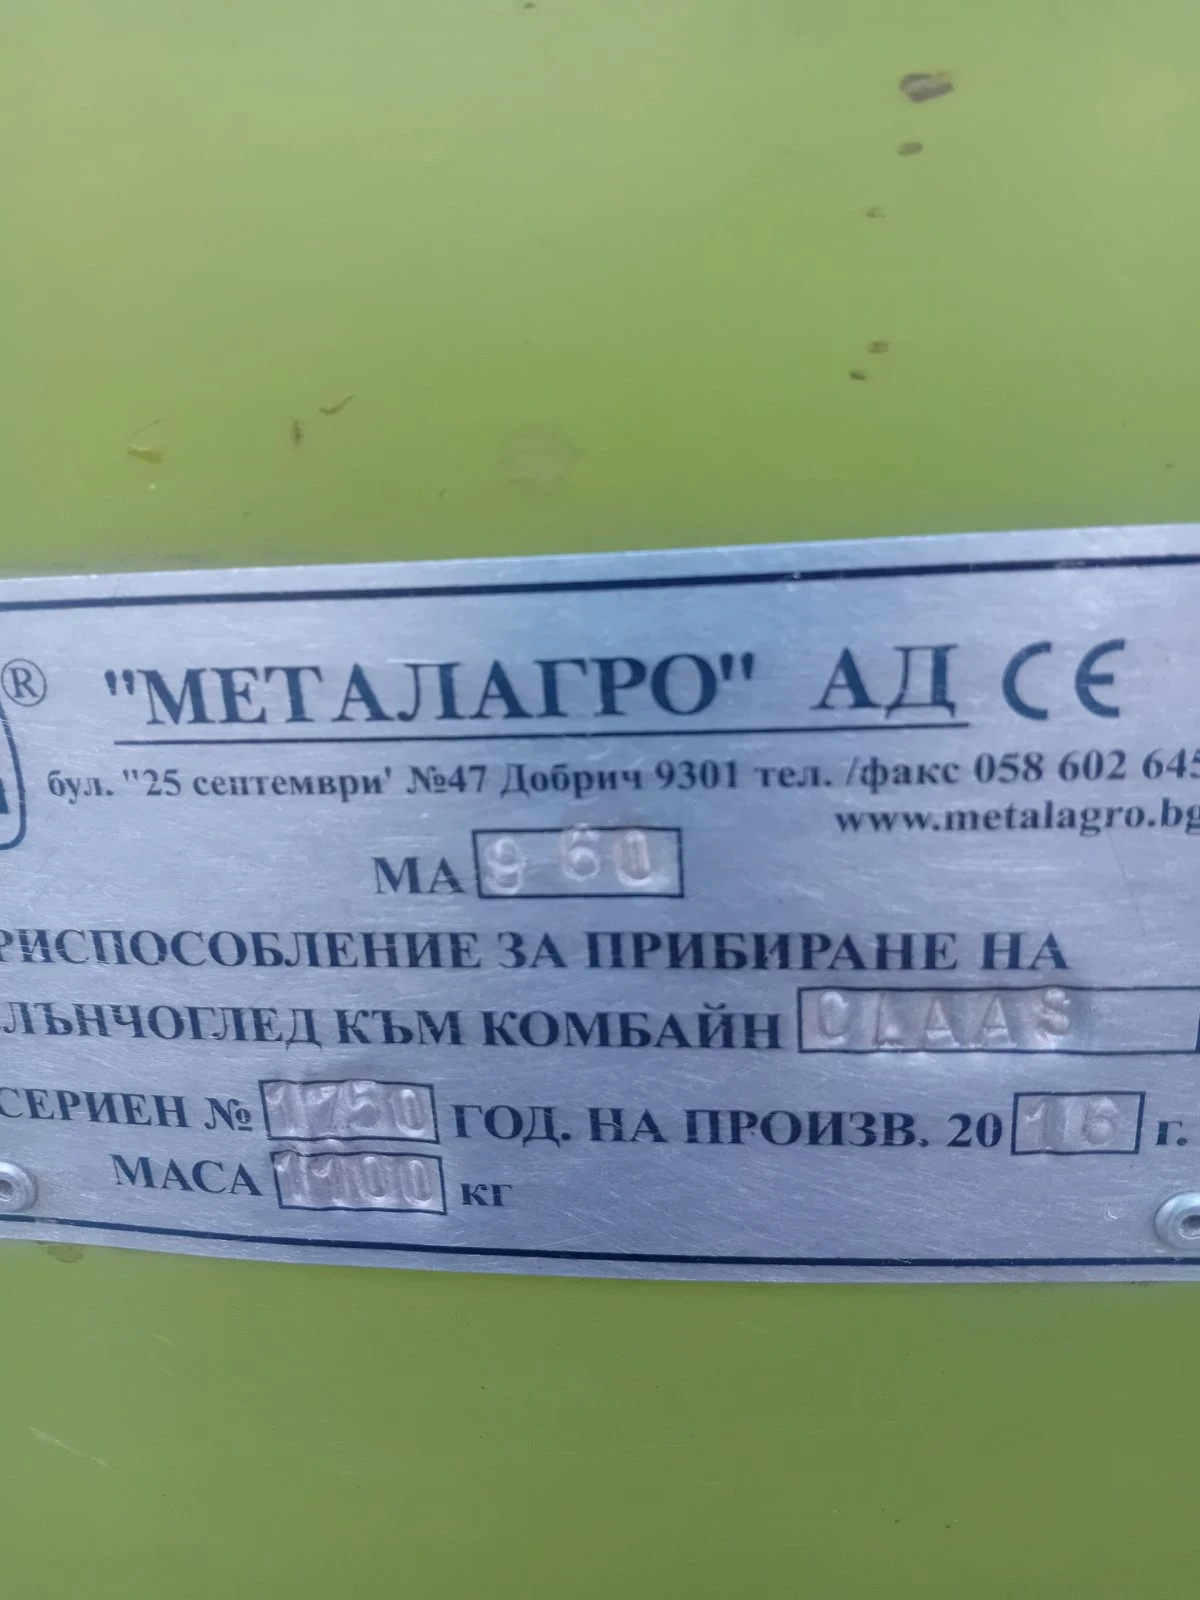 ® "МЕТАЛАГРО" АД CE
бул. "25 септември' №47 Добрич 9301 тел. /факс 058 602 645
www.metalagro.bg
МА 960
РИСПОСОБЛЕНИЕ ЗА ПРИБИРАНЕ НА
ЛЪНЧОГЛЕД КЪМ КОМБАЙН CLAAS
СЕРИЕН № 1750 ГОД. НА ПРОИЗВ. 2016 г.
МАСА 1100 кг